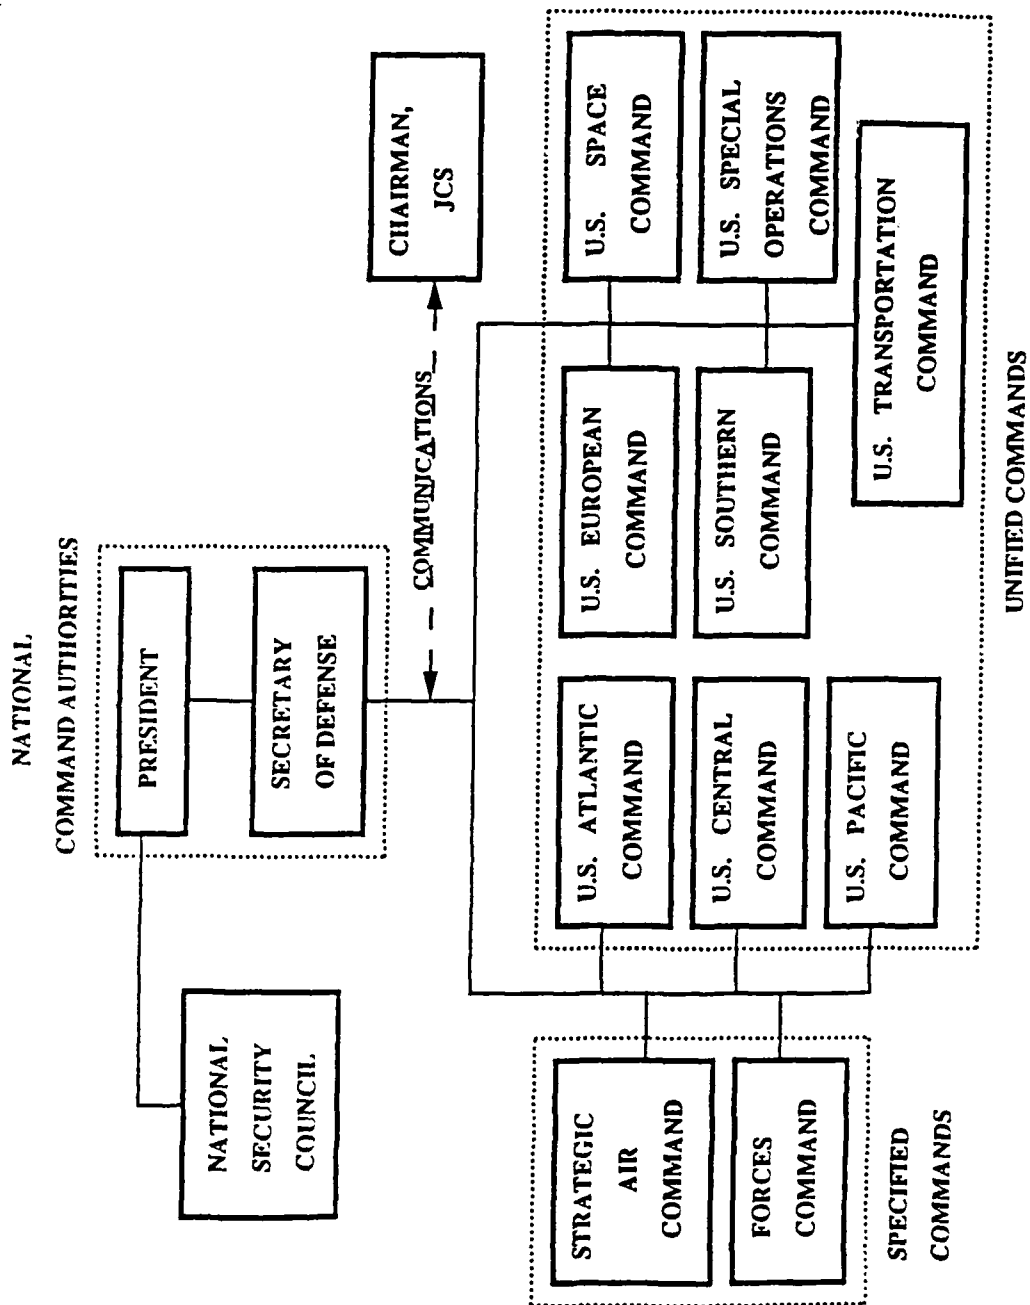 NATIONAL
COMMAND AUTHORITIES
PRESIDENT
SECRETARY
OF DEFENSE
NATIONAL
SECURITY
COUNCIL
COMMUNICATIONS
CHAIRMAN,
JCS
STRATEGIC
AIR
COMMAND
FORCES
COMMAND
SPECIFIED
COMMANDS
U.S. ATLANTIC
COMMAND
U.S. CENTRAL
COMMAND
U.S. PACIFIC
COMMAND
U.S. EUROPEAN
COMMAND
U.S. SOUTHERN
COMMAND
U.S. SPACE
COMMAND
U.S. SPECIAL
OPERATIONS
COMMAND
U.S. TRANSPORTATION
COMMAND
UNIFIED COMMANDS